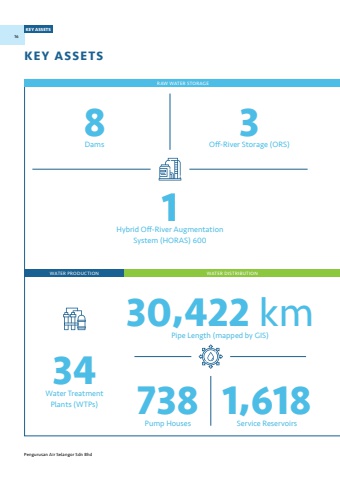 KEY ASSETS
16
KEY ASSETS
RAW WATER STORAGE
8
Dams
3
Off-River Storage (ORS)
1
Hybrid Off-River Augmentation
System (HORAS) 600
WATER PRODUCTION
WATER DISTRIBUTION
34
Water Treatment
Plants (WTPs)
30,422 km
Pipe Length (mapped by GIS)
738
Pump Houses
1,618
Service Reservoirs
Pengurusan Air Selangor Sdn Bhd